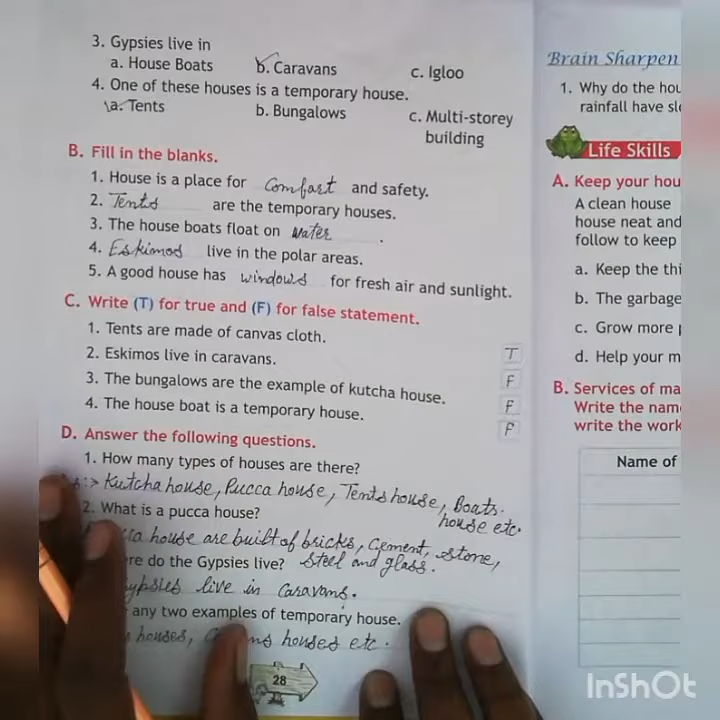 3. Gypsies live in
a. House Boats b. Caravans c. Igloo
4. One of these houses is a temporary house.
a. Tents b. Bungalows c. Multi-storey
building
B. Fill in the blanks.
1. House is a place for Comfort and safety.
2. Tents are the temporary houses.
3. The house boats float on water .
4. Eskimos live in the polar areas.
5. A good house has windows for fresh air and sunlight.
C. Write (T) for true and (F) for false statement.
1. Tents are made of canvas cloth. T
2. Eskimos live in caravans. F
3. The bungalows are the example of kutcha house. F
4. The house boat is a temporary house. F
D. Answer the following questions.
1. How many types of houses are there?
Kutcha house, Pucca house, Tents house, Boats
house etc.
2. What is a pucca house?
house are built of bricks, Cement, stone,
Steel and glass.
do the Gypsies live?
live in Caravans.
any two examples of temporary house.
houses, houses etc.
28
Brain Sharpen
1. Why do the hou
rainfall have
Life Skills
A. Keep your hou
A clean house
house neat and
follow to keep
a. Keep the thi
b. The garbage
c. Grow more
d. Help your m
B. Services of ma
Write the nam
write the work
Name of
InShOt